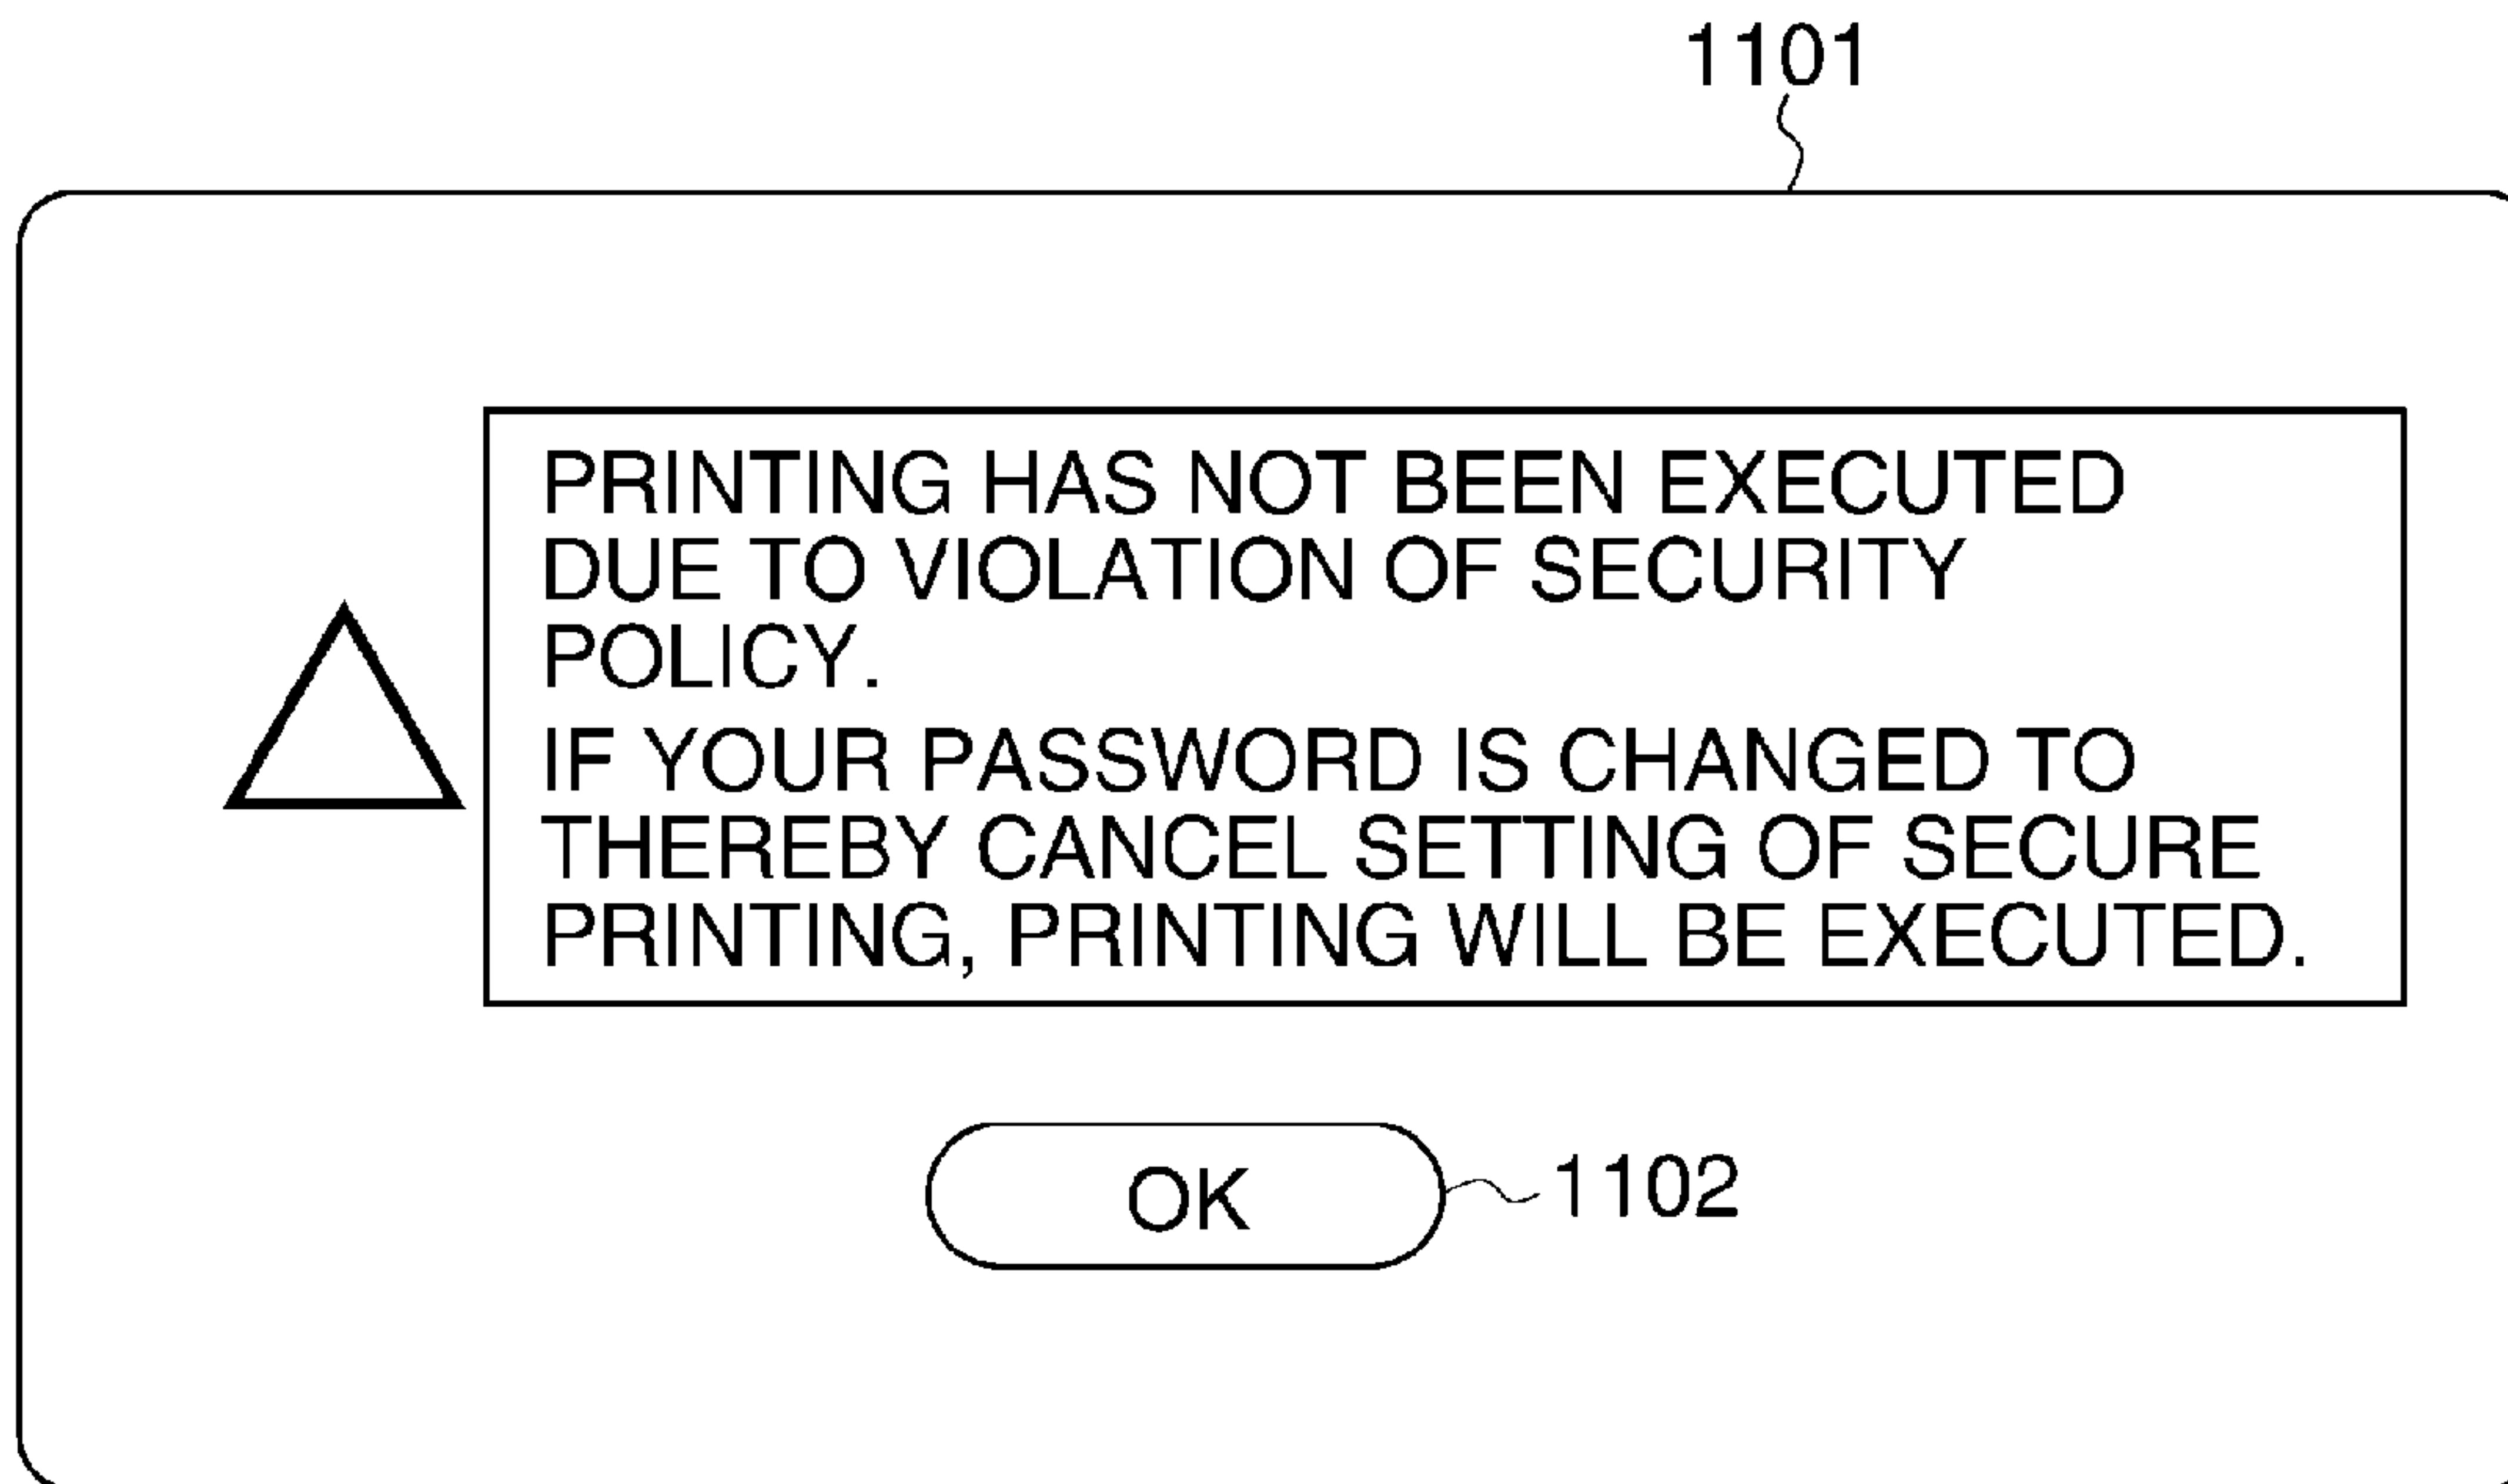 1101
PRINTING HAS NOT BEEN EXECUTED
DUE TO VIOLATION OF SECURITY
POLICY.
IF YOUR PASSWORD IS CHANGED TO
THEREBY CANCEL SETTING OF SECURE
PRINTING, PRINTING WILL BE EXECUTED.
OK
1102